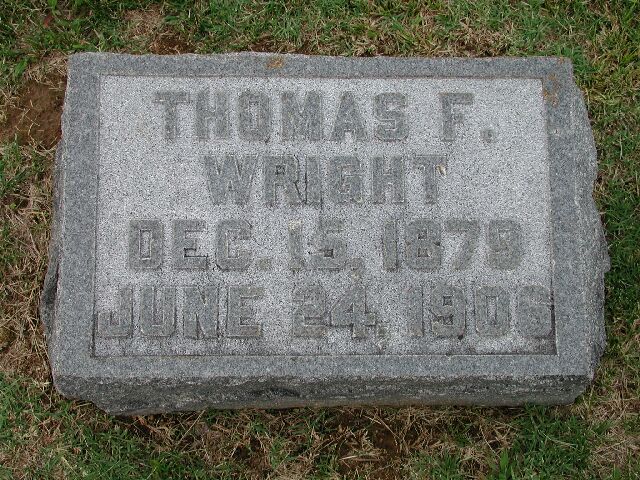 THOMAS F.
WRIGHT
DEC. 15, 1879
JUNE 24, 1906